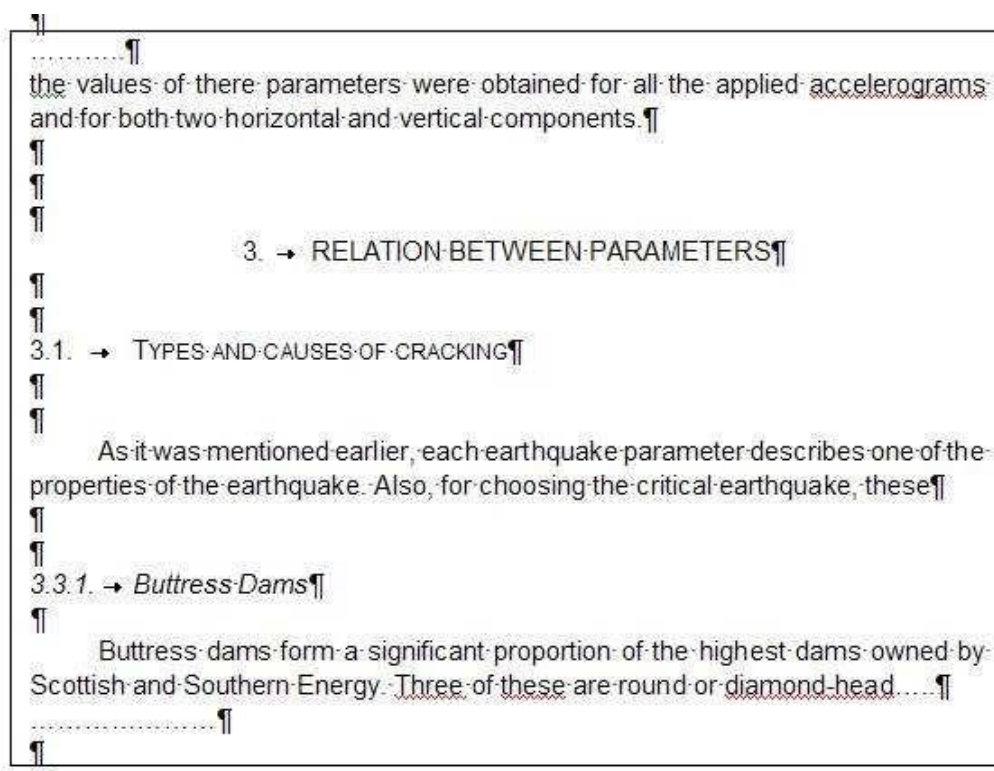 ¶
...........¶
the values of there parameters were obtained for all the applied accelerograms
and for both two horizontal and vertical components.¶
¶
¶
¶
3. → RELATION BETWEEN PARAMETERS¶
¶
¶
3.1. → TYPES AND CAUSES OF CRACKING¶
¶
¶
As it was mentioned earlier, each earthquake parameter describes one of the
properties of the earthquake. Also, for choosing the critical earthquake, these¶
¶
¶
3.3.1. → Buttress Dams¶
¶
Buttress dams form a significant proportion of the highest dams owned by
Scottish and Southern Energy. Three of these are round or diamond-head…..¶
…………………¶
¶